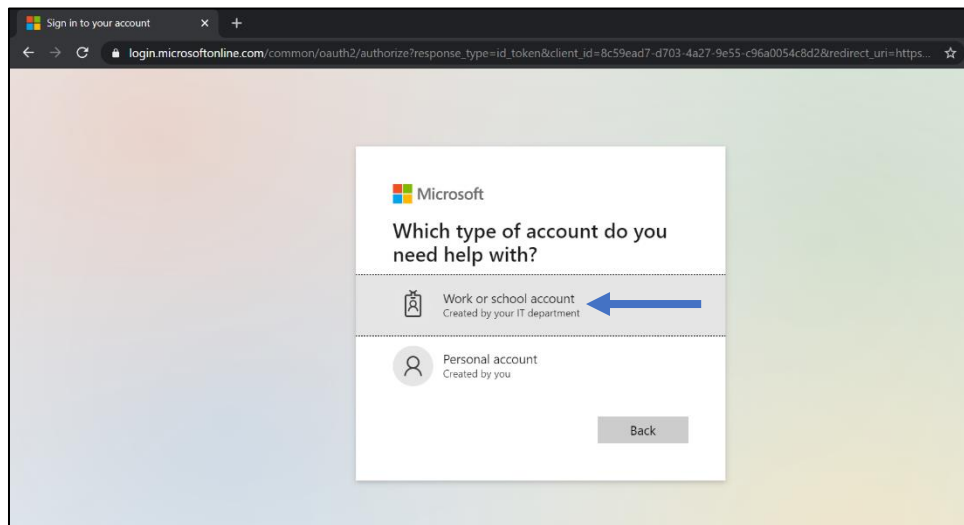 Sign in to your account
login.microsoftonline.com/common/oauth2/authorize?response_type=id_token&client_id=8c59ead7-d703-4a27-9e55-c96a0054c8d2&redirect_uri=https...
Microsoft
Which type of account do you
need help with?
Work or school account
Created by your IT department
Personal account
Created by you
Back